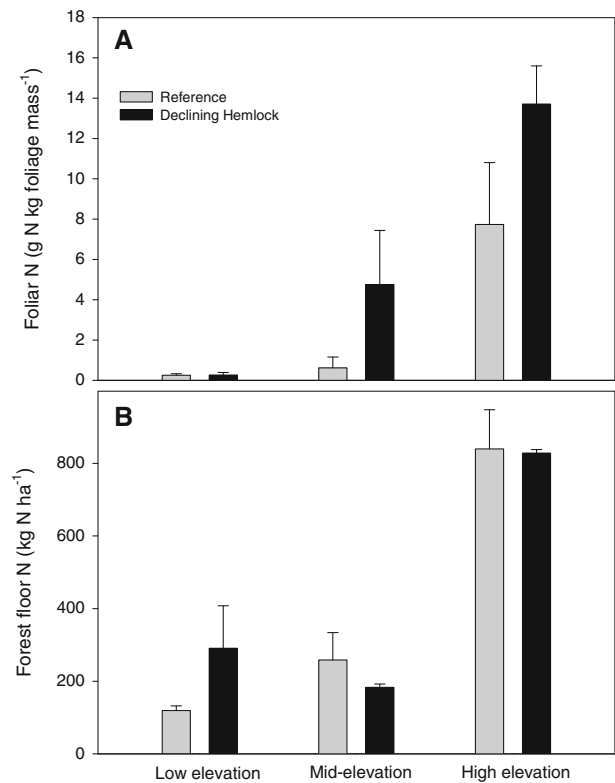 A
Reference
Declining Hemlock
Foliar N (g N kg foliage mass⁻¹)
18
16
14
12
10
8
6
4
2
0
B
Forest floor N (kg N ha⁻¹)
800
600
400
200
0
Low elevation Mid-elevation High elevation